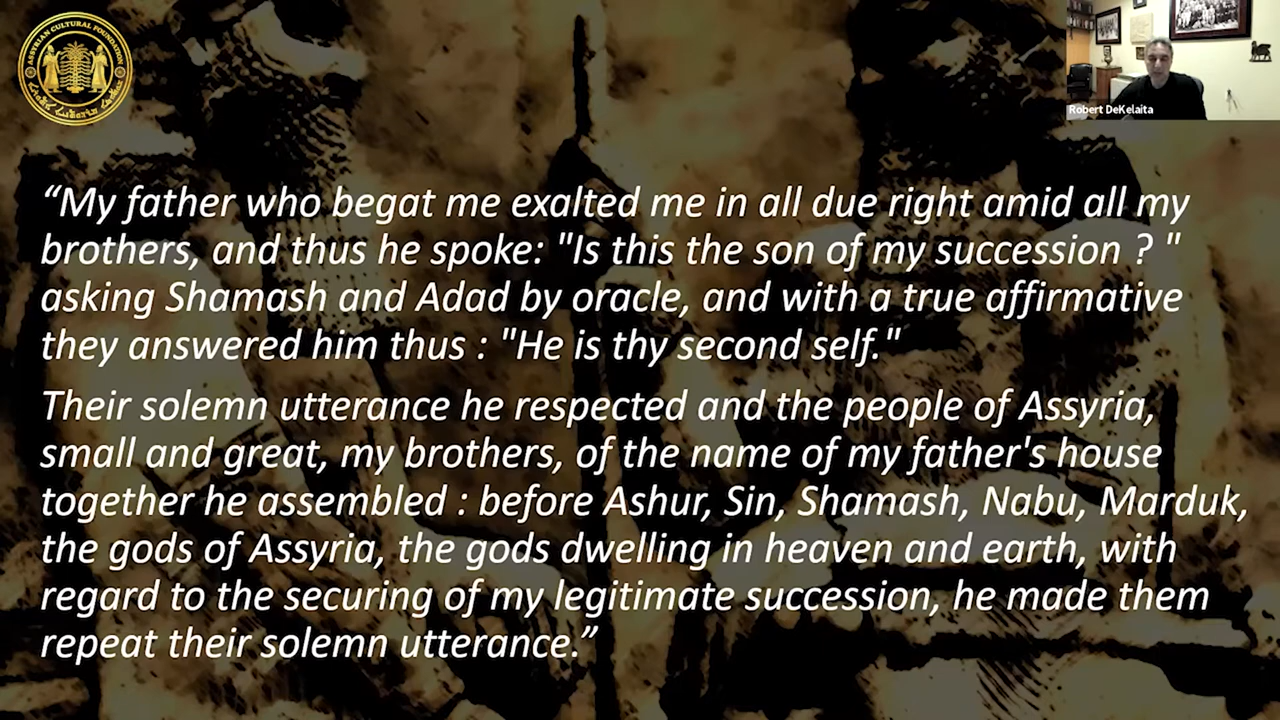 ASSYRIAN CULTURAL FOUNDATION
Robert DeKelaita
“My father who begat me exalted me in all due right amid all my
brothers, and thus he spoke: "Is this the son of my succession ? "
asking Shamash and Adad by oracle, and with a true affirmative
they answered him thus : "He is thy second self."
Their solemn utterance he respected and the people of Assyria,
small and great, my brothers, of the name of my father's house
together he assembled : before Ashur, Sin, Shamash, Nabu, Marduk,
the gods of Assyria, the gods dwelling in heaven and earth, with
regard to the securing of my legitimate succession, he made them
repeat their solemn utterance.”